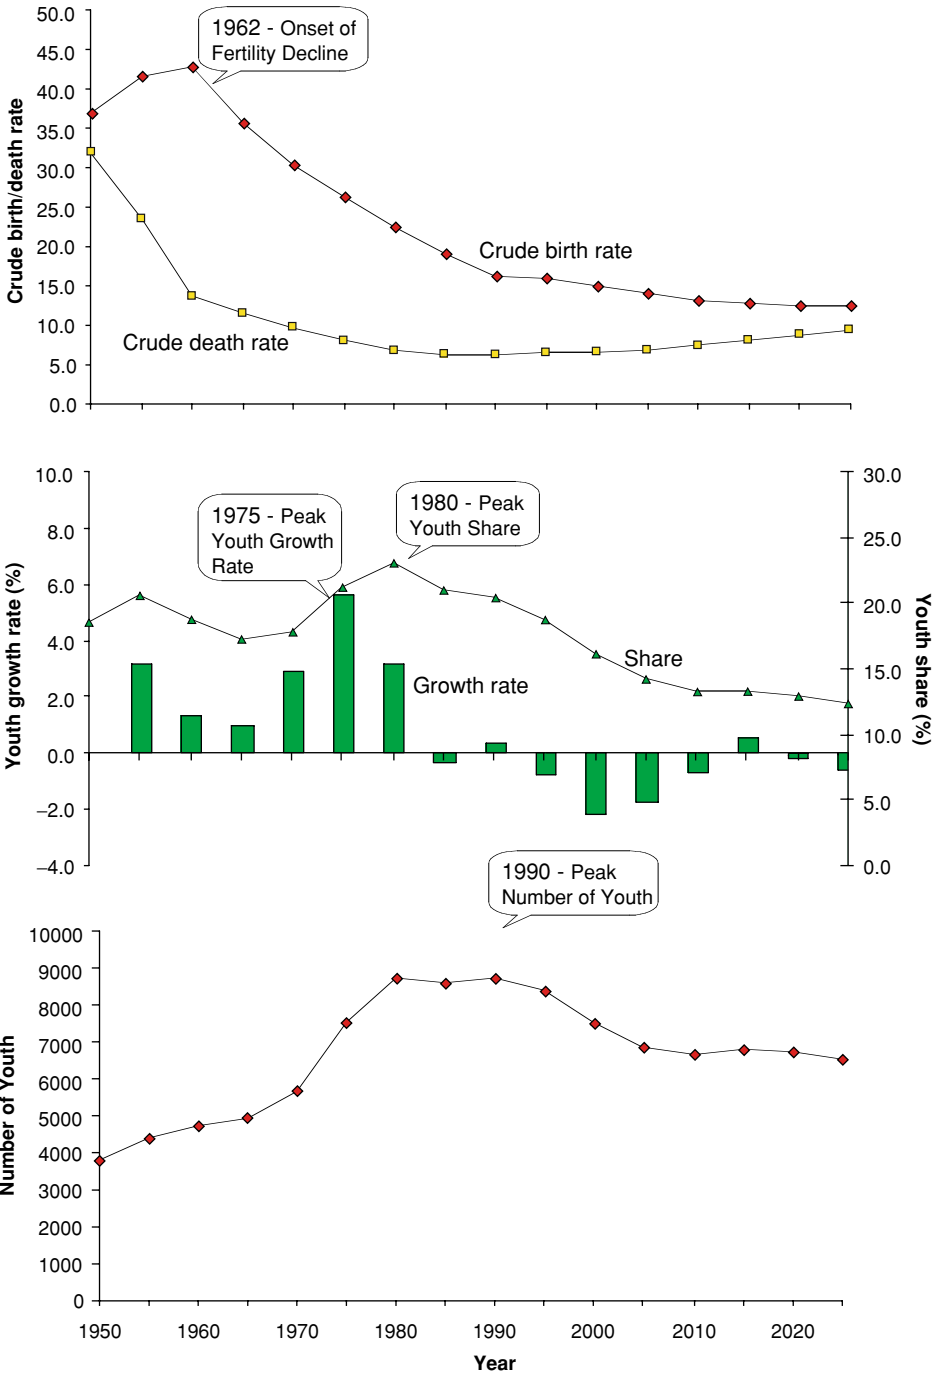 50.0
45.0
40.0
35.0
30.0
25.0
20.0
15.0
10.0
5.0
0.0
Crude birth/death rate
1962 - Onset of
Fertility Decline
Crude birth rate
Crude death rate
10.0
8.0
6.0
4.0
2.0
0.0
−2.0
−4.0
Youth growth rate (%)
1975 - Peak
Youth Growth
Rate
1980 - Peak
Youth Share
Share
Growth rate
30.0
25.0
20.0
15.0
10.0
5.0
0.0
Youth share (%)
1990 - Peak
Number of Youth
10000
9000
8000
7000
6000
5000
4000
3000
2000
1000
0
Number of Youth
1950 1960 1970 1980 1990 2000 2010 2020
Year